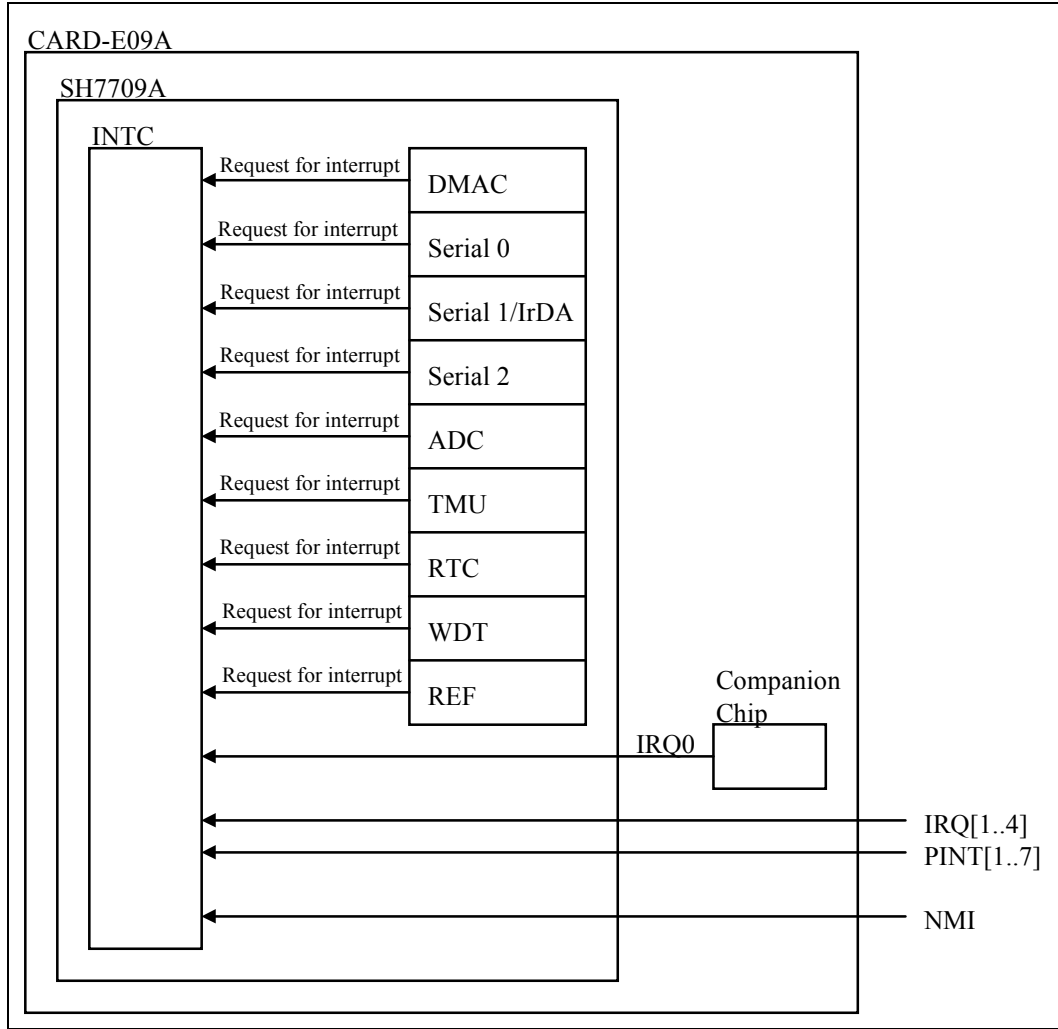 CARD-E09A
SH7709A
INTC
Request for interrupt
DMAC
Request for interrupt
Serial 0
Request for interrupt
Serial 1/IrDA
Request for interrupt
Serial 2
Request for interrupt
ADC
Request for interrupt
TMU
Request for interrupt
RTC
Request for interrupt
WDT
Request for interrupt
REF
Companion
Chip
IRQ0
IRQ[1..4]
PINT[1..7]
NMI